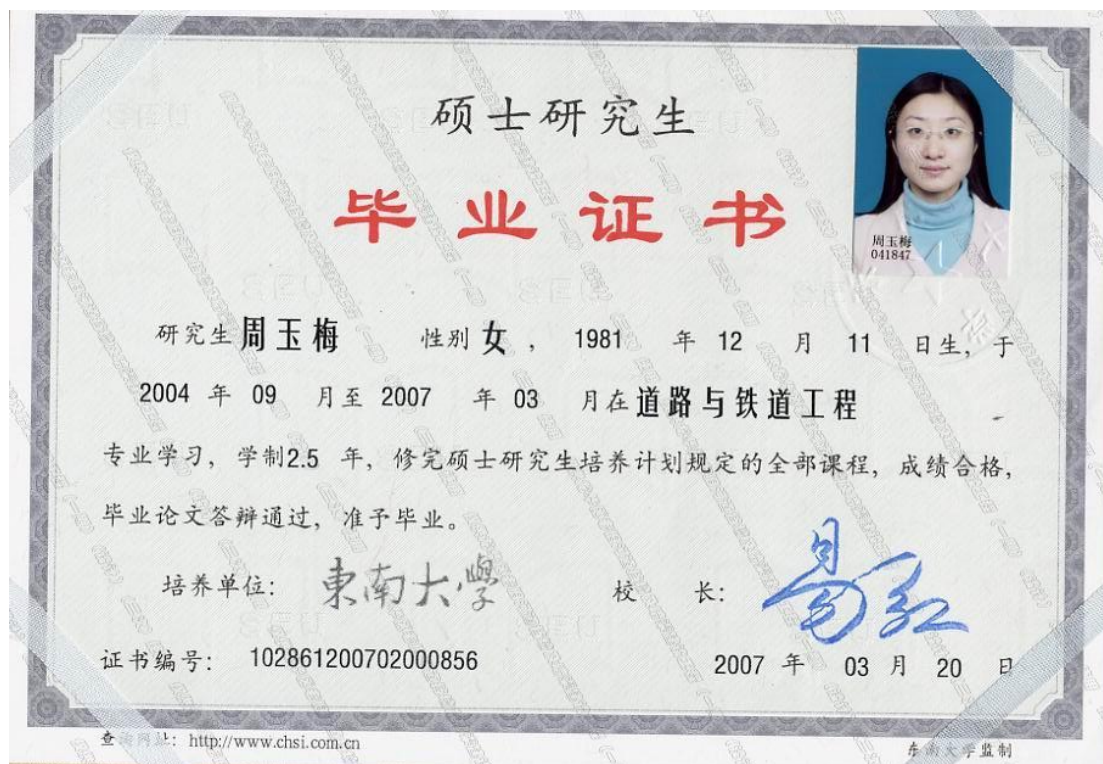 硕士研究生
毕业证书
周玉梅
041847
研究生周玉梅 性别女， 1981 年 12 月 11 日生，于
2004 年 09 月至 2007 年 03 月在道路与铁道工程
专业学习，学制2.5 年，修完硕士研究生培养计划规定的全部课程，成绩合格，
毕业论文答辩通过，准予毕业。
培养单位：東南大學 校 长：易红
证书编号： 102861200702000856 2007 年 03 月 20 日
查询网址：http://www.chsi.com.cn 东南大学监制